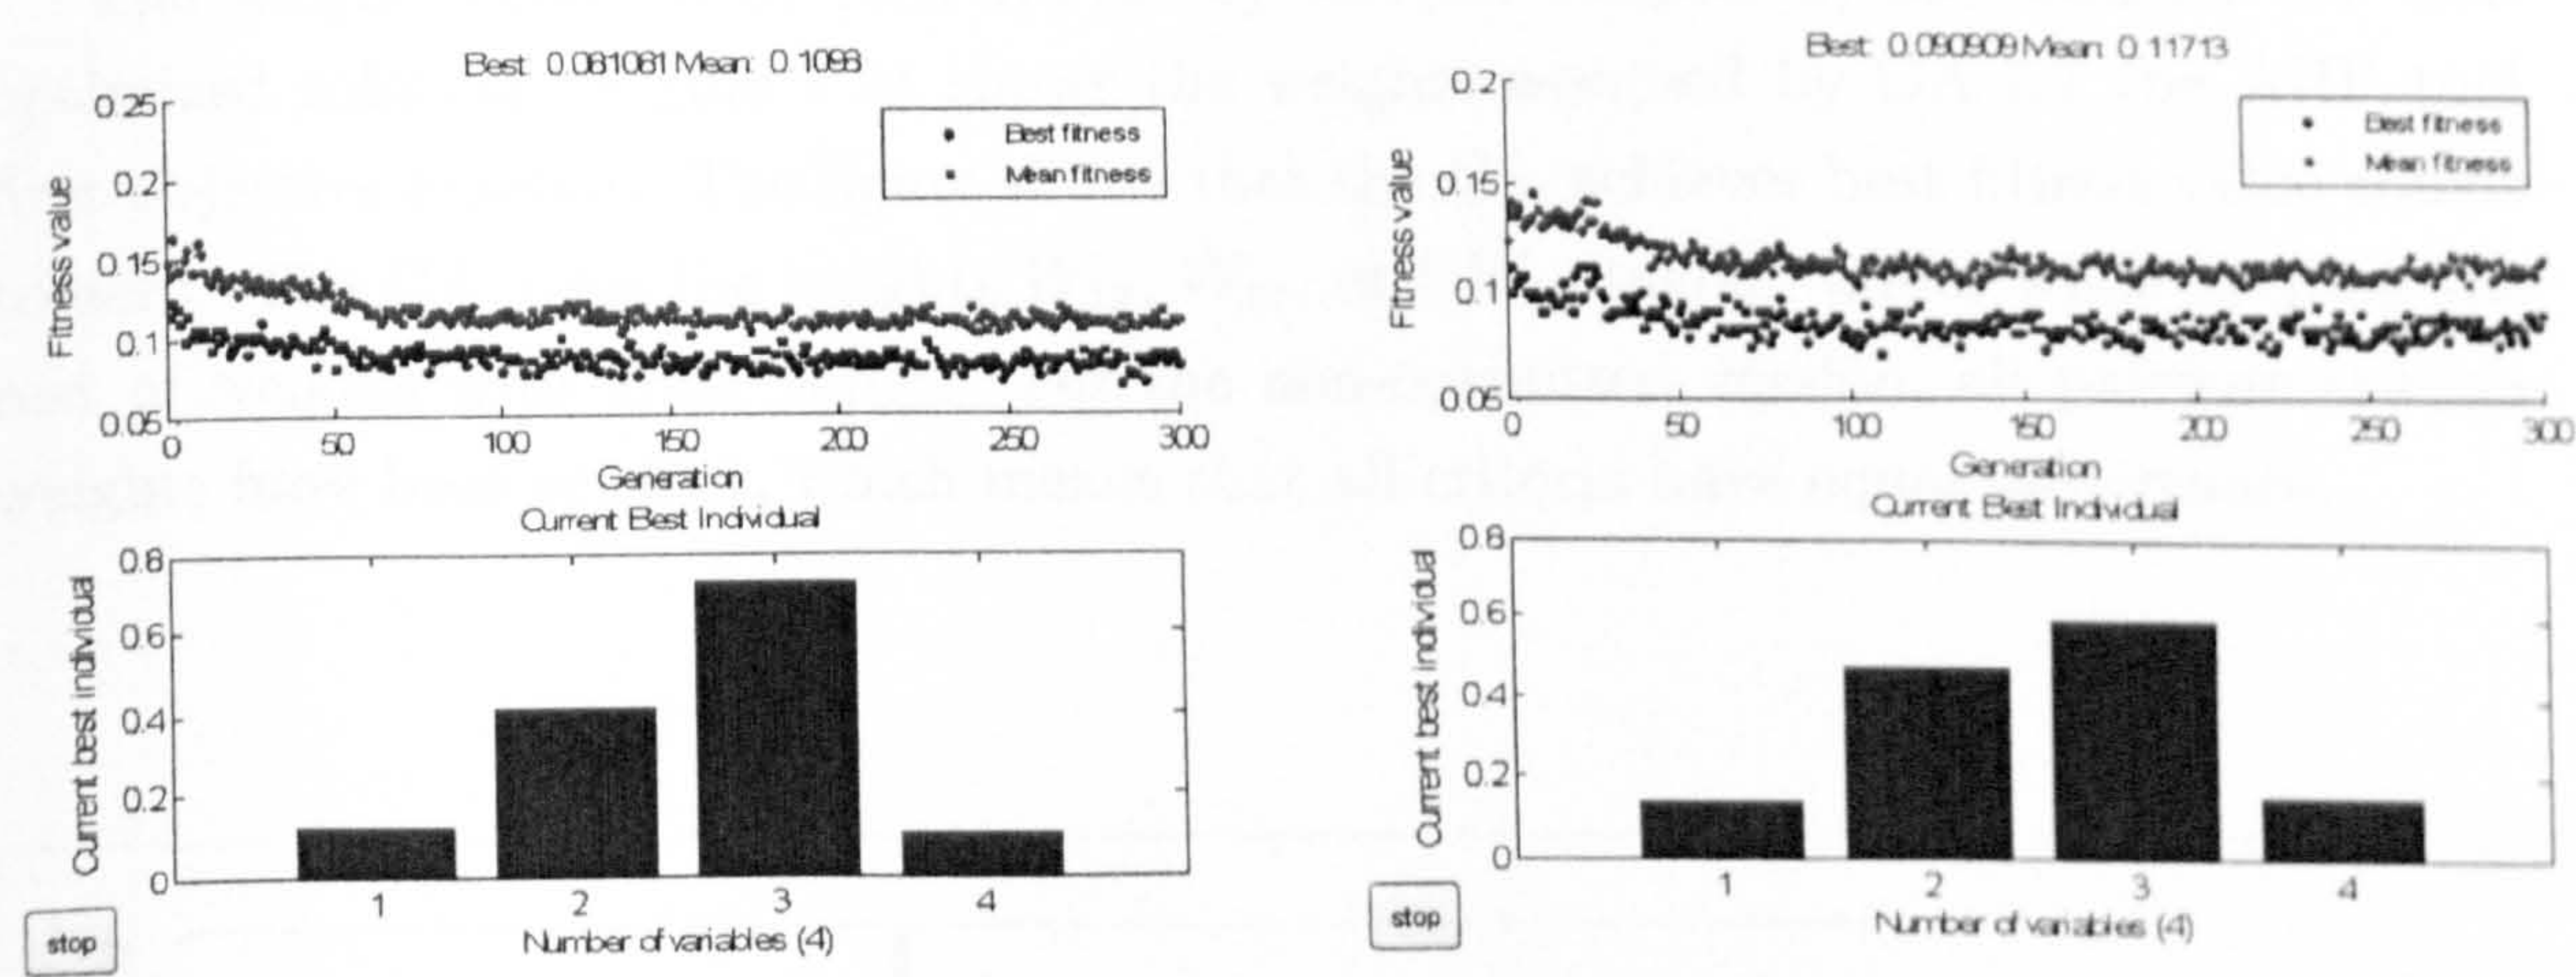 Best: 0.081081 Mean: 0.1098
0.25
0.2
0.15
0.1
0.05
Fitness value
Best fitness
Mean fitness
0 50 100 150 200 250 300
Generation
Current Best Individual
0.8
0.6
0.4
0.2
0
Current best individual
1 2 3 4
Number of variables (4)
stop
Best: 0.090909 Mean: 0.11713
0.2
0.15
0.1
0.05
Fitness value
Best fitness
Mean fitness
0 50 100 150 200 250 300
Generation
Current Best Individual
0.8
0.6
0.4
0.2
0
Current best individual
1 2 3 4
Number of variables (4)
stop